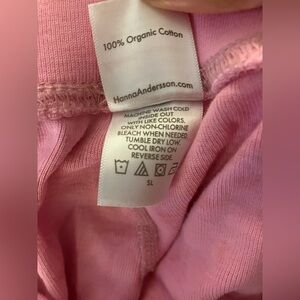 100% Organic Cotton
HannaAndersson.com
MACHINE WASH COLD
INSIDE OUT
WITH LIKE COLORS.
ONLY NON-CHLORINE
BLEACH WHEN NEEDED
TUMBLE DRY LOW.
COOL IRON ON
REVERSE SIDE.
SL